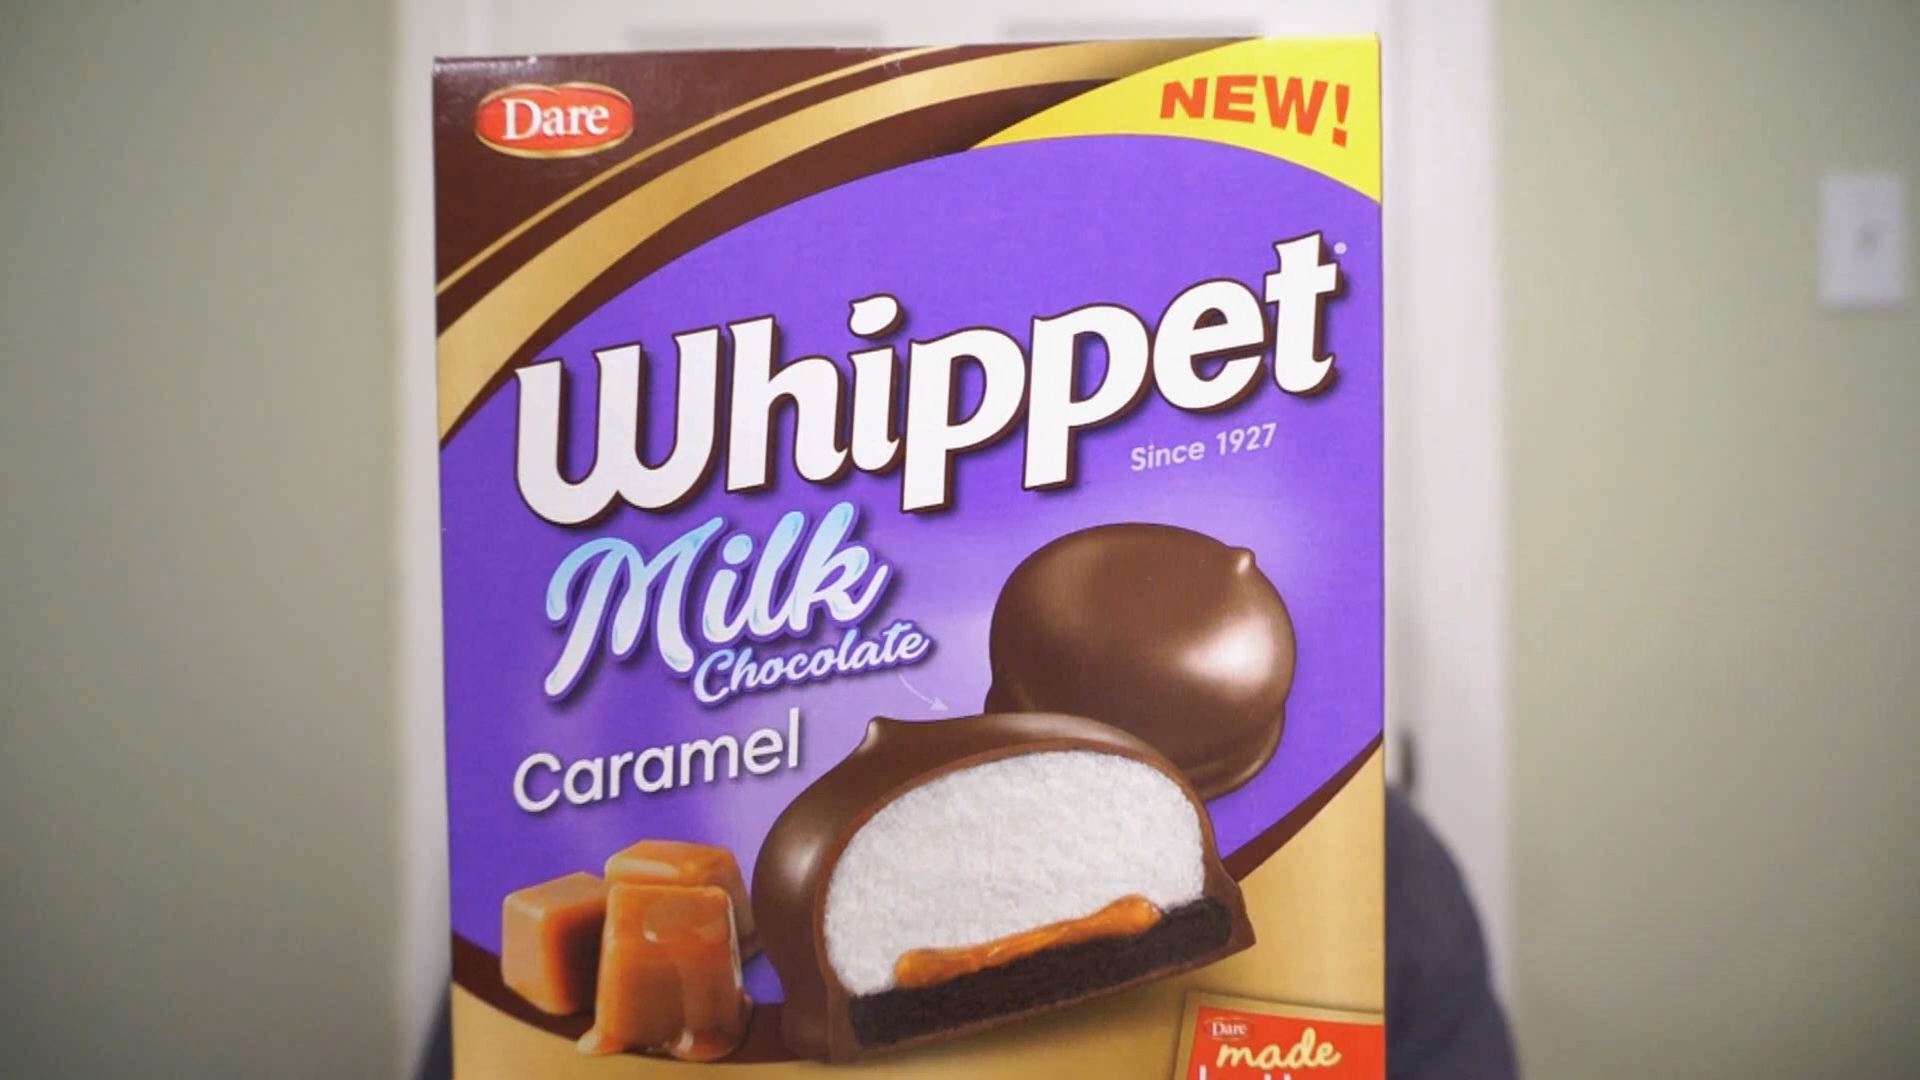 Dare
NEW!
Whippet
Since 1927
Milk
Chocolate
Caramel
Dare
made